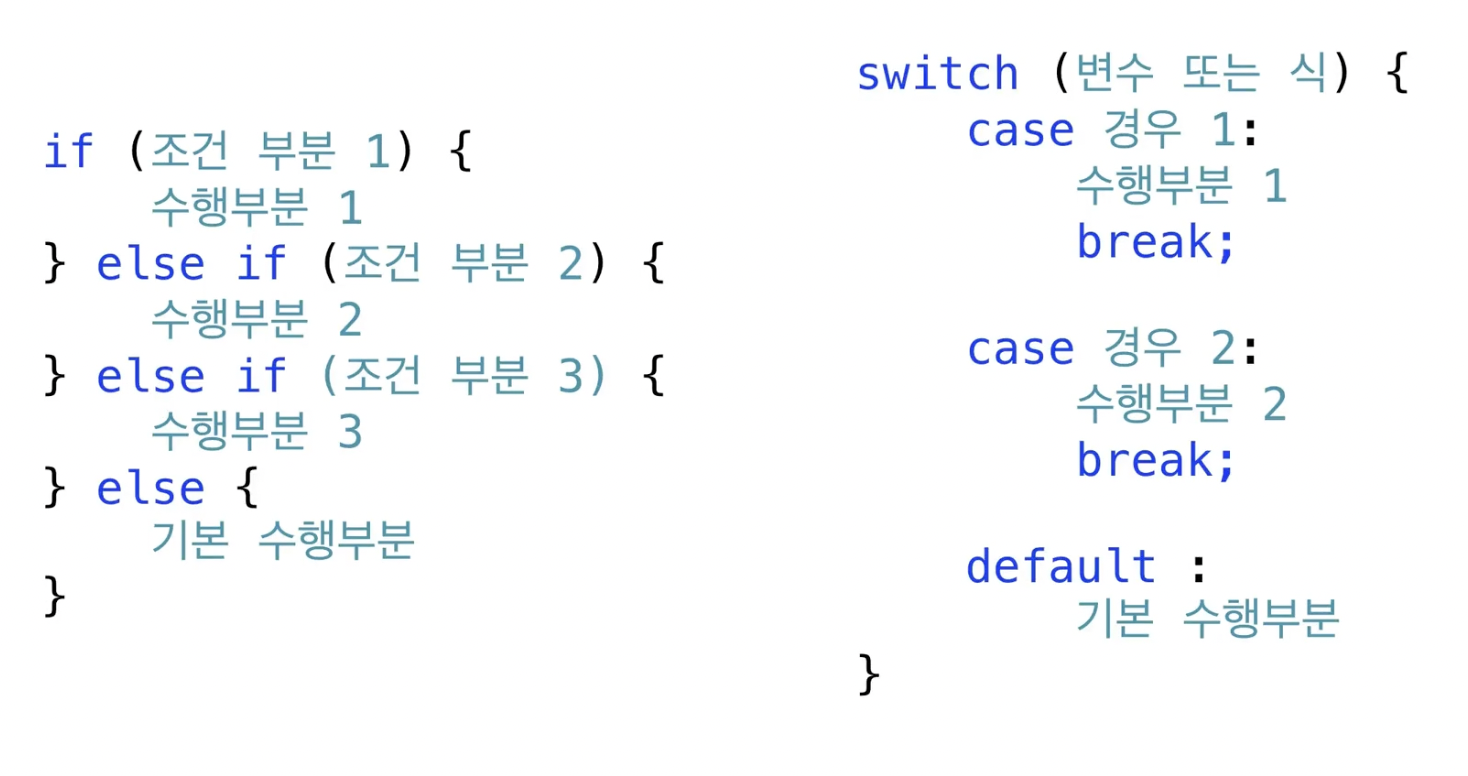 if (조건 부분 1) {
수행부분 1
} else if (조건 부분 2) {
수행부분 2
} else if (조건 부분 3) {
수행부분 3
} else {
기본 수행부분
}
switch (변수 또는 식) {
case 경우 1:
수행부분 1
break;
case 경우 2:
수행부분 2
break;
default :
기본 수행부분
}